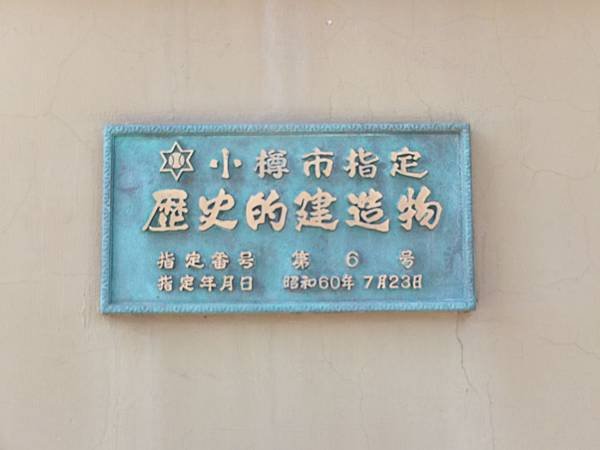 小樽市指定
歴史的建造物
指定番号 第6号
指定年月日 昭和60年7月23日